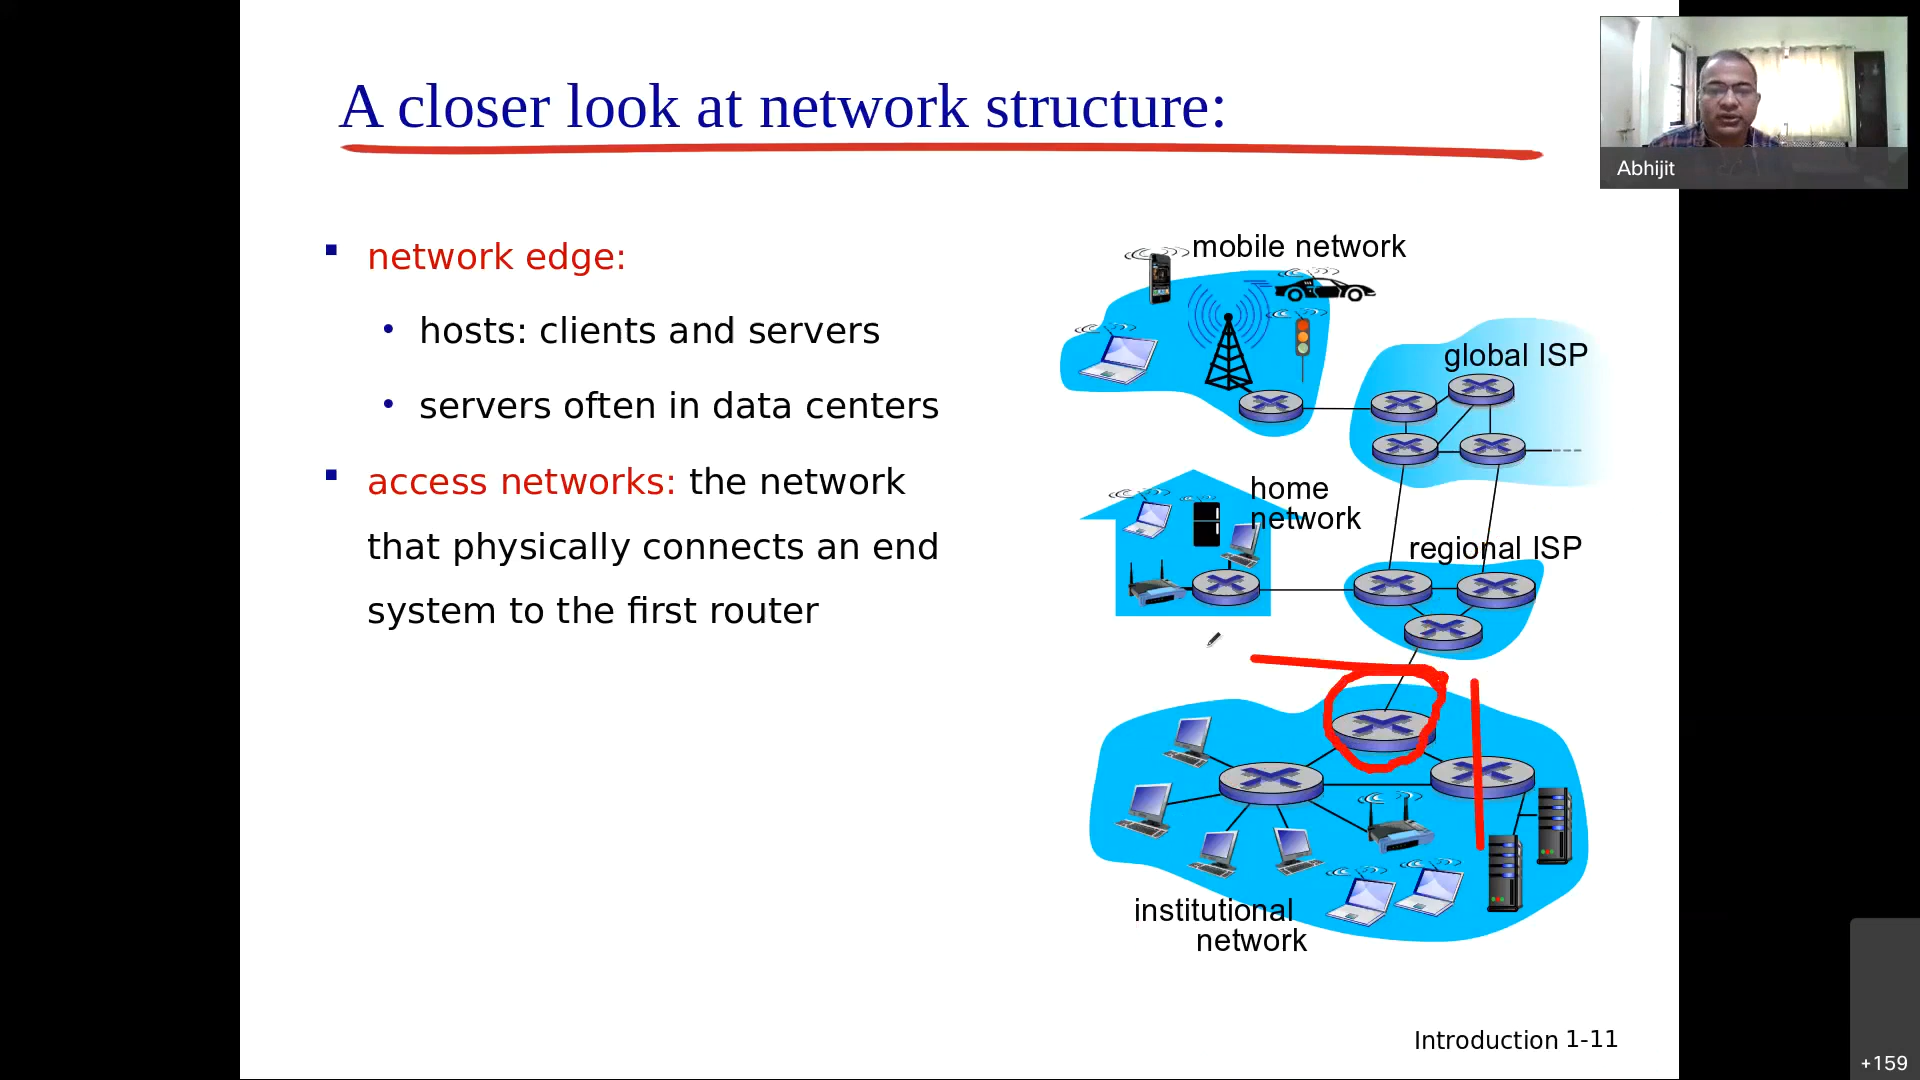 A closer look at network structure:
Abhijit
network edge:
hosts: clients and servers
servers often in data centers
access networks: the network
that physically connects an end
system to the first router
mobile network
global ISP
home
network
regional ISP
institutional
network
Introduction 1-11
+159